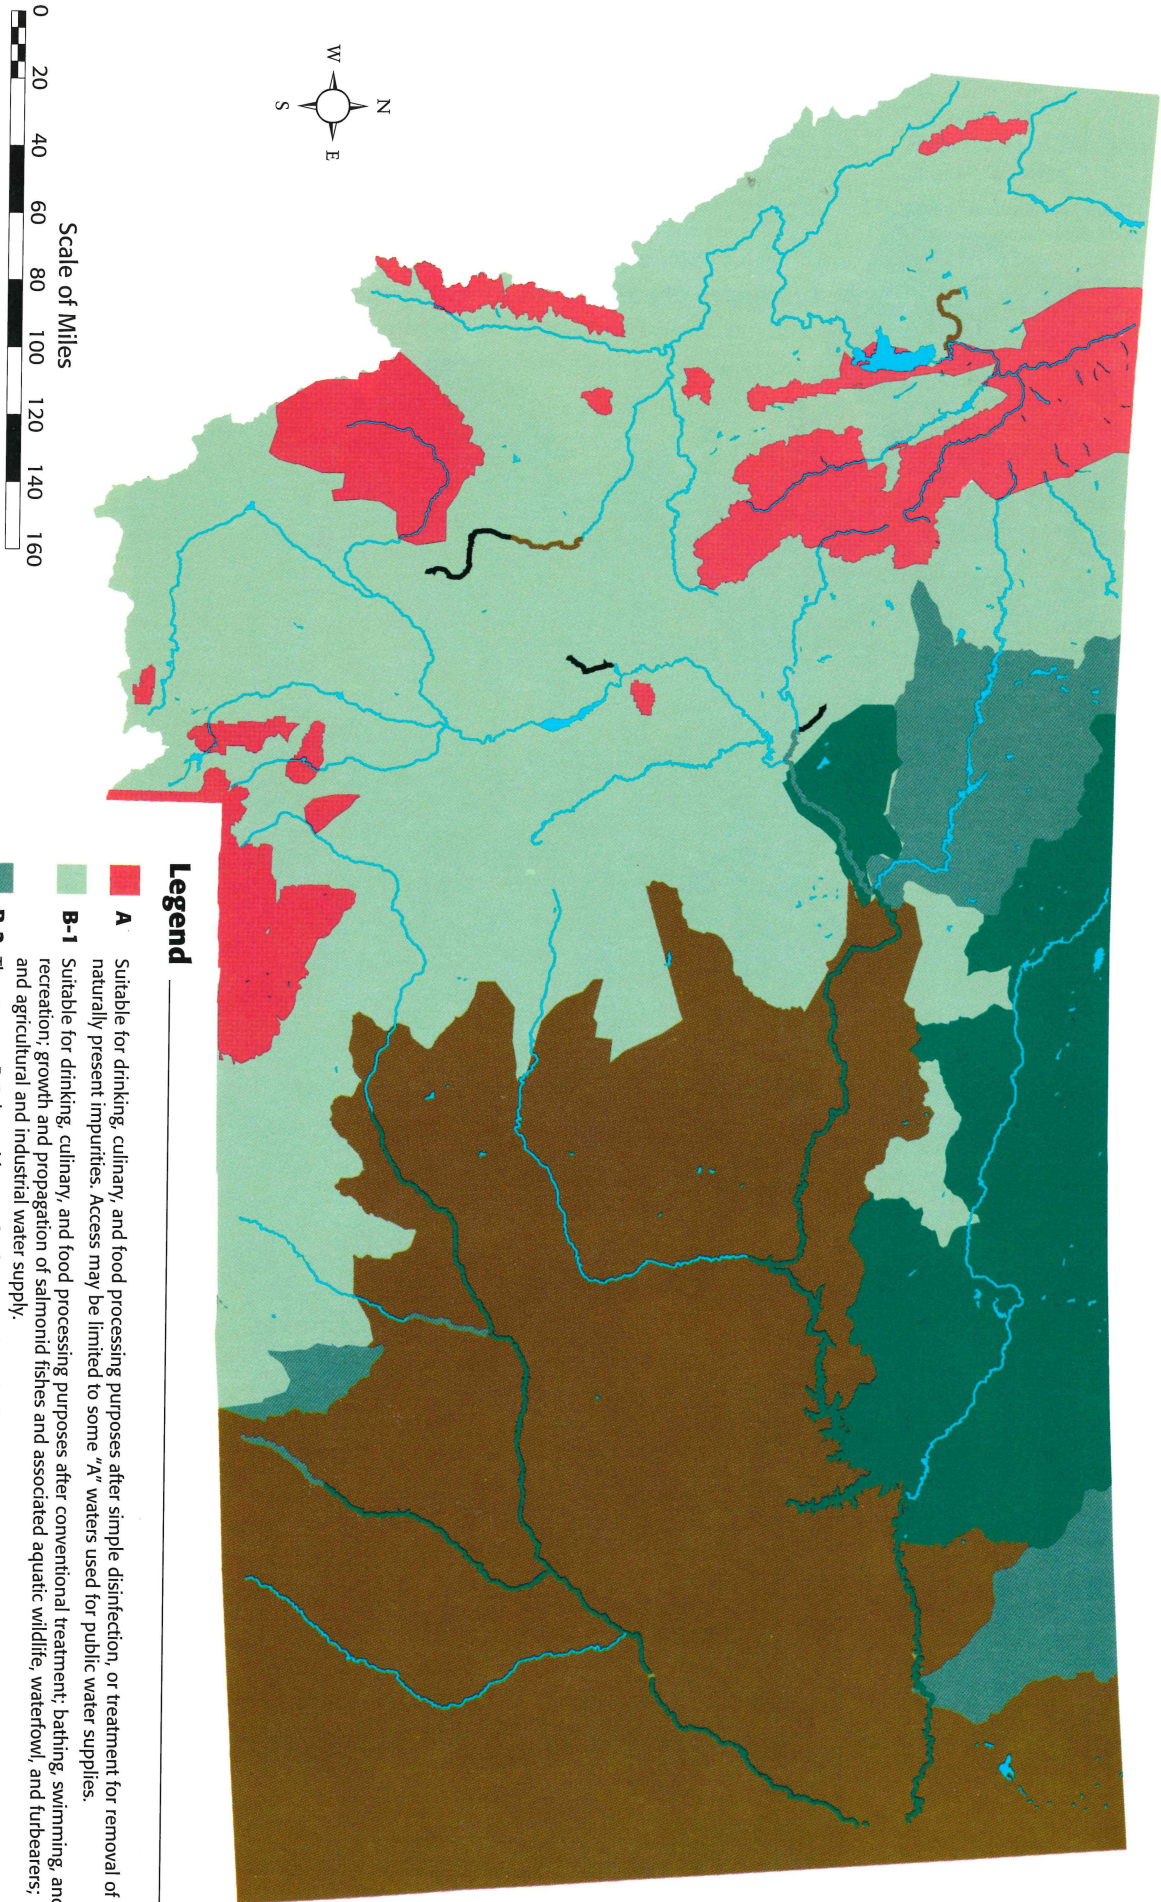 0 20 40 60 80 100 120 140 160
Scale of Miles
N
W
E
S
Legend
A Suitable for drinking, culinary, and food processing purposes after simple disinfection, or treatment for removal of
naturally present impurities. Access may be limited to some “A” waters used for public water supplies.
B-1 Suitable for drinking, culinary, and food processing purposes after conventional treatment; bathing, swimming, and
recreation; growth and propagation of salmonid fishes and associated aquatic wildlife, waterfowl, and furbearers;
and agricultural and industrial water supply.